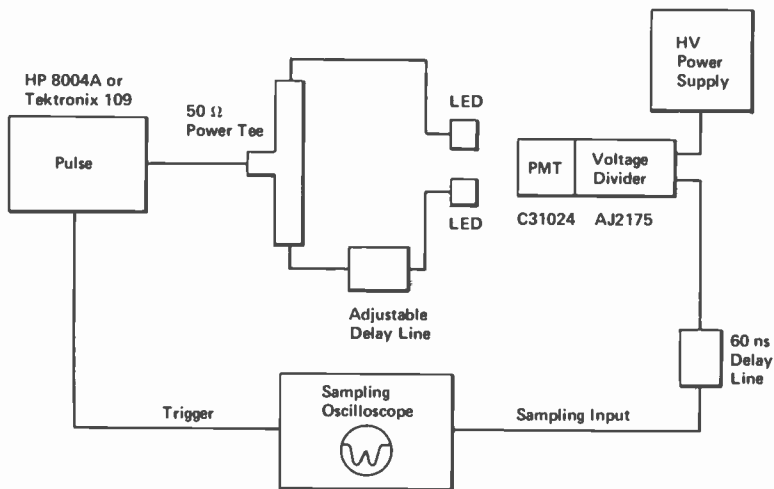 HP 8004A or
Tektronix 109
Pulse
50 Ω
Power Tee
LED
LED
Adjustable
Delay Line
HV
Power
Supply
PMT
Voltage
Divider
C31024
AJ2175
60 ns
Delay
Line
Trigger
Sampling
Oscilloscope
Sampling Input